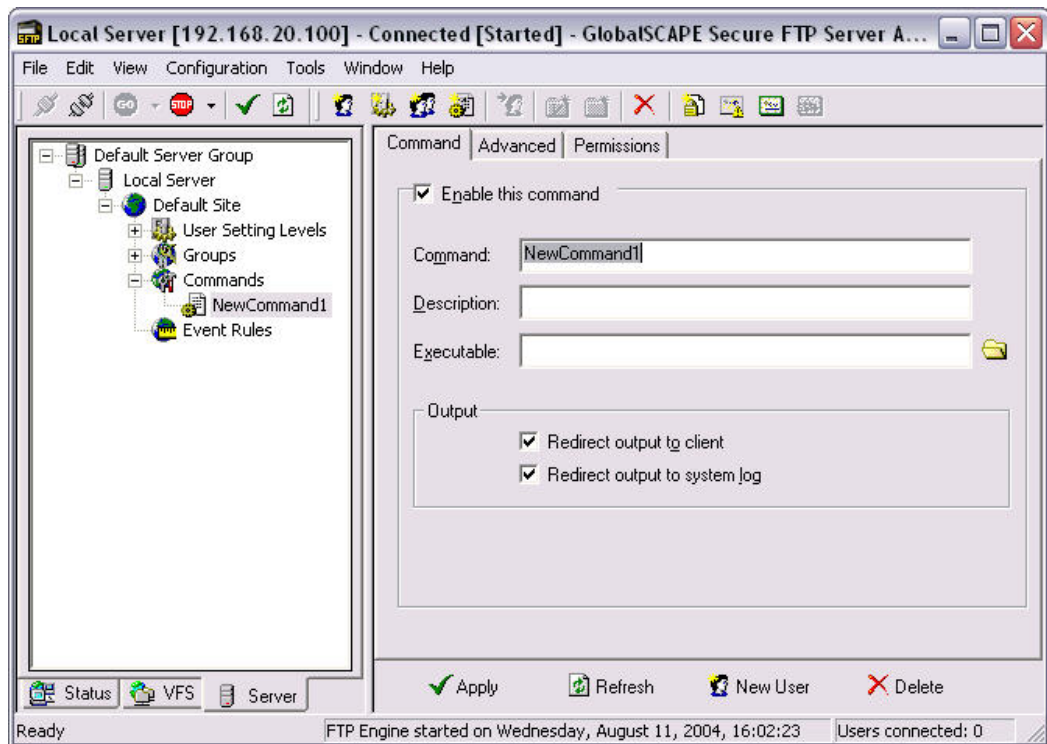 Local Server [192.168.20.100] - Connected [Started] - GlobalSCAPE Secure FTP Server A...
File Edit View Configuration Tools Window Help
GO STOP
Default Server Group
Local Server
Default Site
User Setting Levels
Groups
Commands
NewCommand1
Event Rules
Command Advanced Permissions
Enable this command
Command: NewCommand1
Description:
Executable:
Output
Redirect output to client
Redirect output to system log
Status VFS Server
Apply Refresh New User Delete
Ready FTP Engine started on Wednesday, August 11, 2004, 16:02:23 Users connected: 0